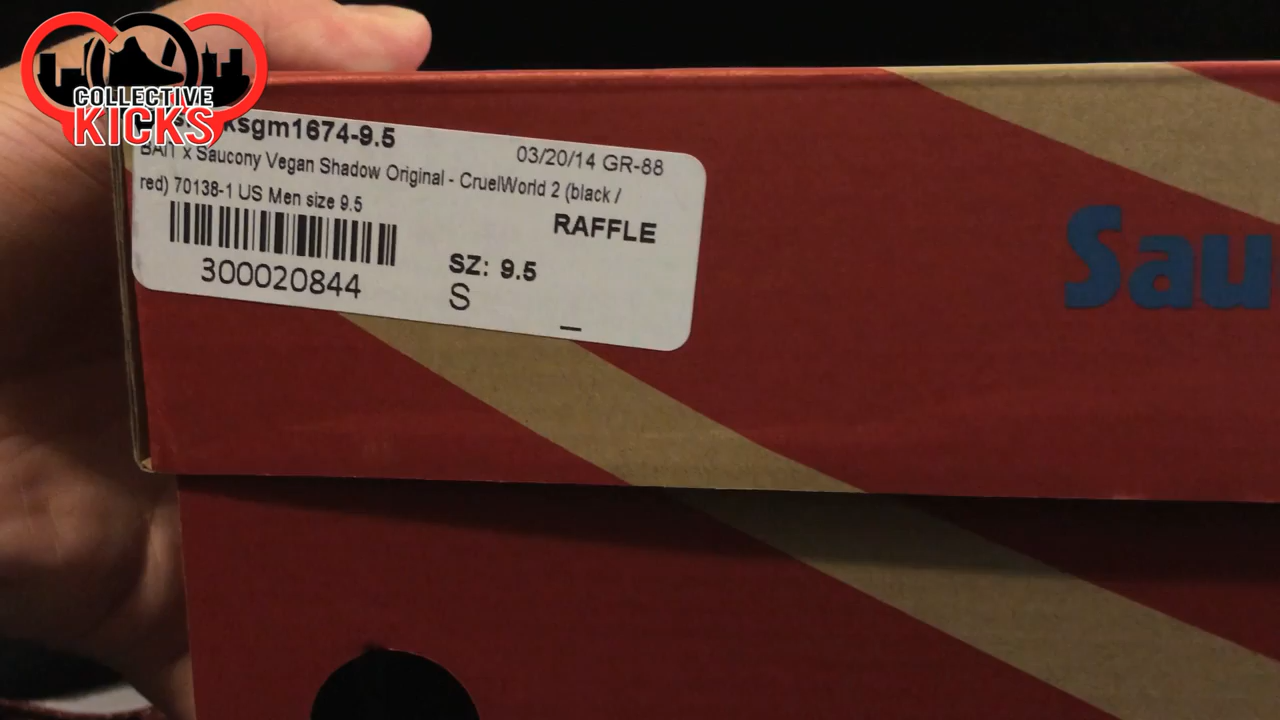 COLLECTIVE
KICKS
ksgm1674-9.5
03/20/14 GR-88
BAIT x Saucony Vegan Shadow Original - CruelWorld 2 (black /
red) 70138-1 US Men size 9.5
RAFFLE
300020844
SZ: 9.5
S
_
Sau